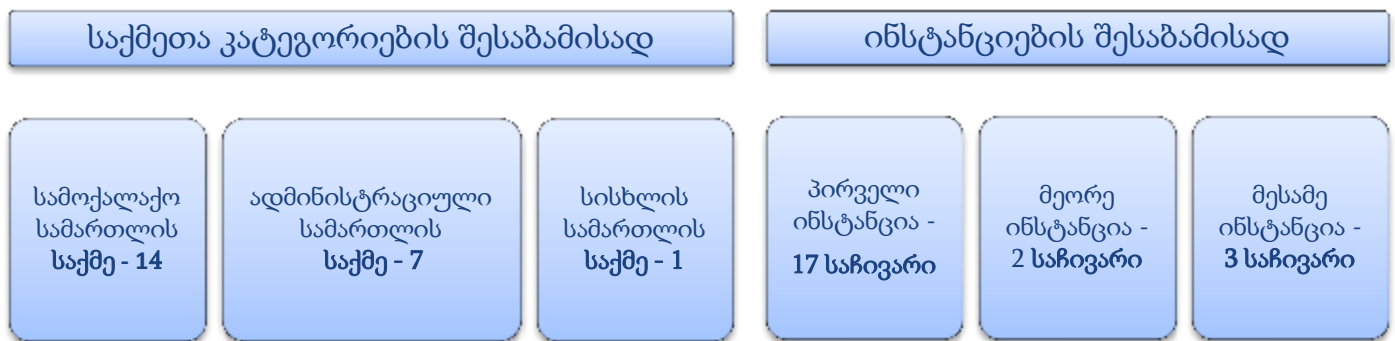 საქმეთა კატეგორიების შესაბამისად
სამოქალაქო
სამართლის
საქმე - 14
ადმინისტრაციული
სამართლის
საქმე - 7
სისხლის
სამართლის
საქმე - 1
ინსტანციების შესაბამისად
პირველი
ინსტანცია -
17 საჩივარი
მეორე
ინსტანცია -
2 საჩივარი
მესამე
ინსტანცია -
3 საჩივარი